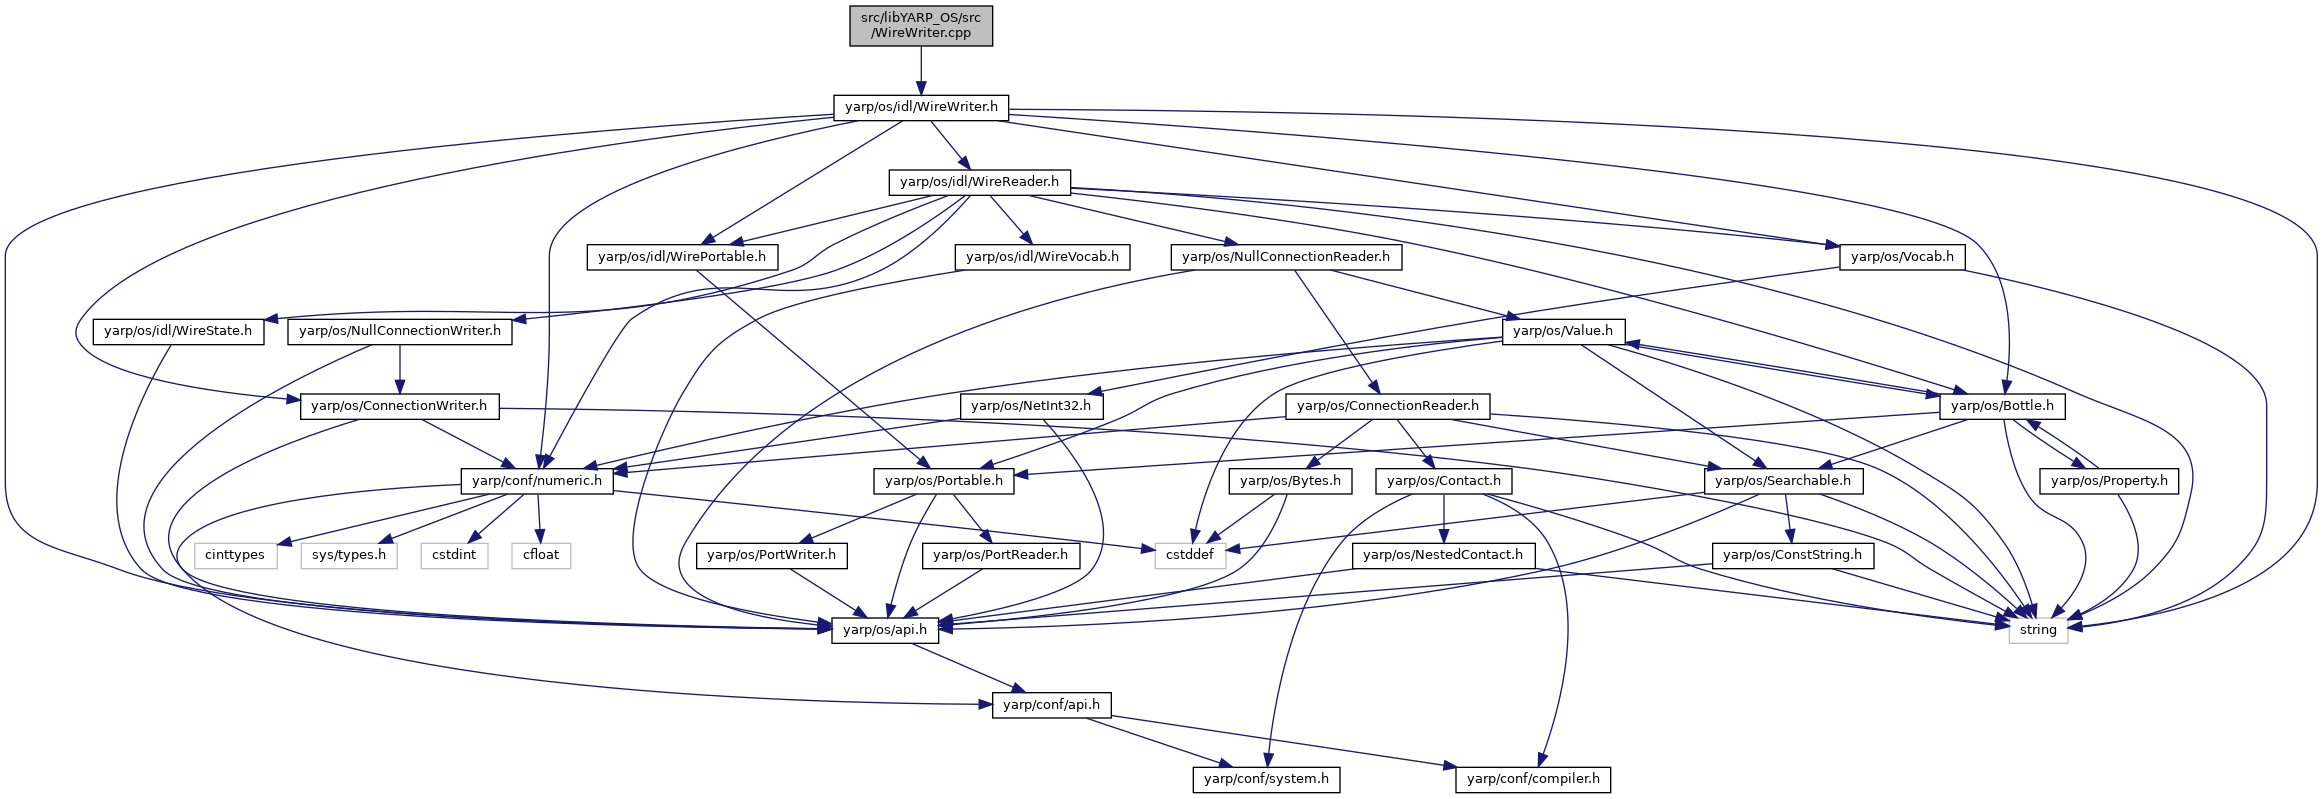 src/libYARP_OS/src
/WireWriter.cpp
yarp/os/idl/WireWriter.h
yarp/os/idl/WireReader.h
yarp/os/idl/WirePortable.h
yarp/os/idl/WireVocab.h
yarp/os/NullConnectionReader.h
yarp/os/Vocab.h
yarp/os/idl/WireState.h
yarp/os/NullConnectionWriter.h
yarp/os/Value.h
yarp/os/ConnectionWriter.h
yarp/os/NetInt32.h
yarp/os/ConnectionReader.h
yarp/os/Bottle.h
yarp/conf/numeric.h
yarp/os/Portable.h
yarp/os/Bytes.h
yarp/os/Contact.h
yarp/os/Searchable.h
yarp/os/Property.h
cinttypes
sys/types.h
cstdint
cfloat
yarp/os/PortWriter.h
yarp/os/PortReader.h
cstddef
yarp/os/NestedContact.h
yarp/os/ConstString.h
yarp/os/api.h
string
yarp/conf/api.h
yarp/conf/system.h
yarp/conf/compiler.h